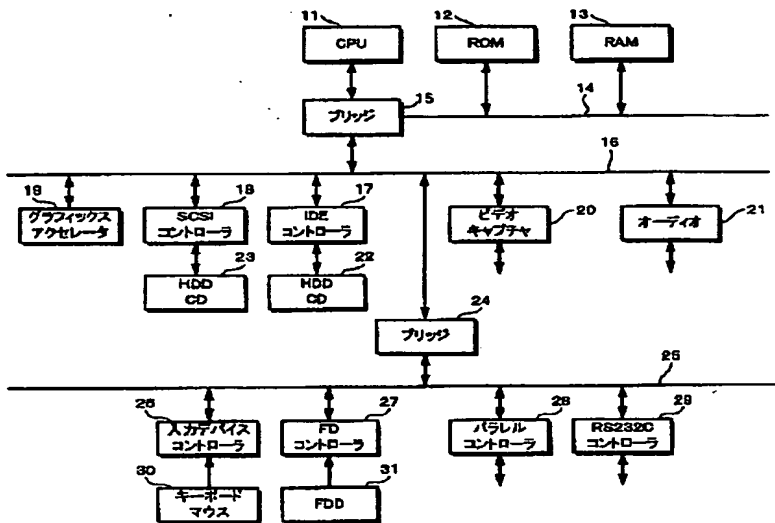 11
12
13
CPU
ROM
RAM
15
14
ブリッジ
16
19
18
17
グラフィックス
アクセラレータ
SCSI
コントローラ
IDE
コントローラ
ビデオ
キャプチャ
20
オーディオ
21
23
22
HDD
CD
HDD
CD
24
ブリッジ
25
26
27
28
29
入力デバイス
コントローラ
FD
コントローラ
パラレル
コントローラ
RS232C
コントローラ
30
31
キーボード
マウス
FDD